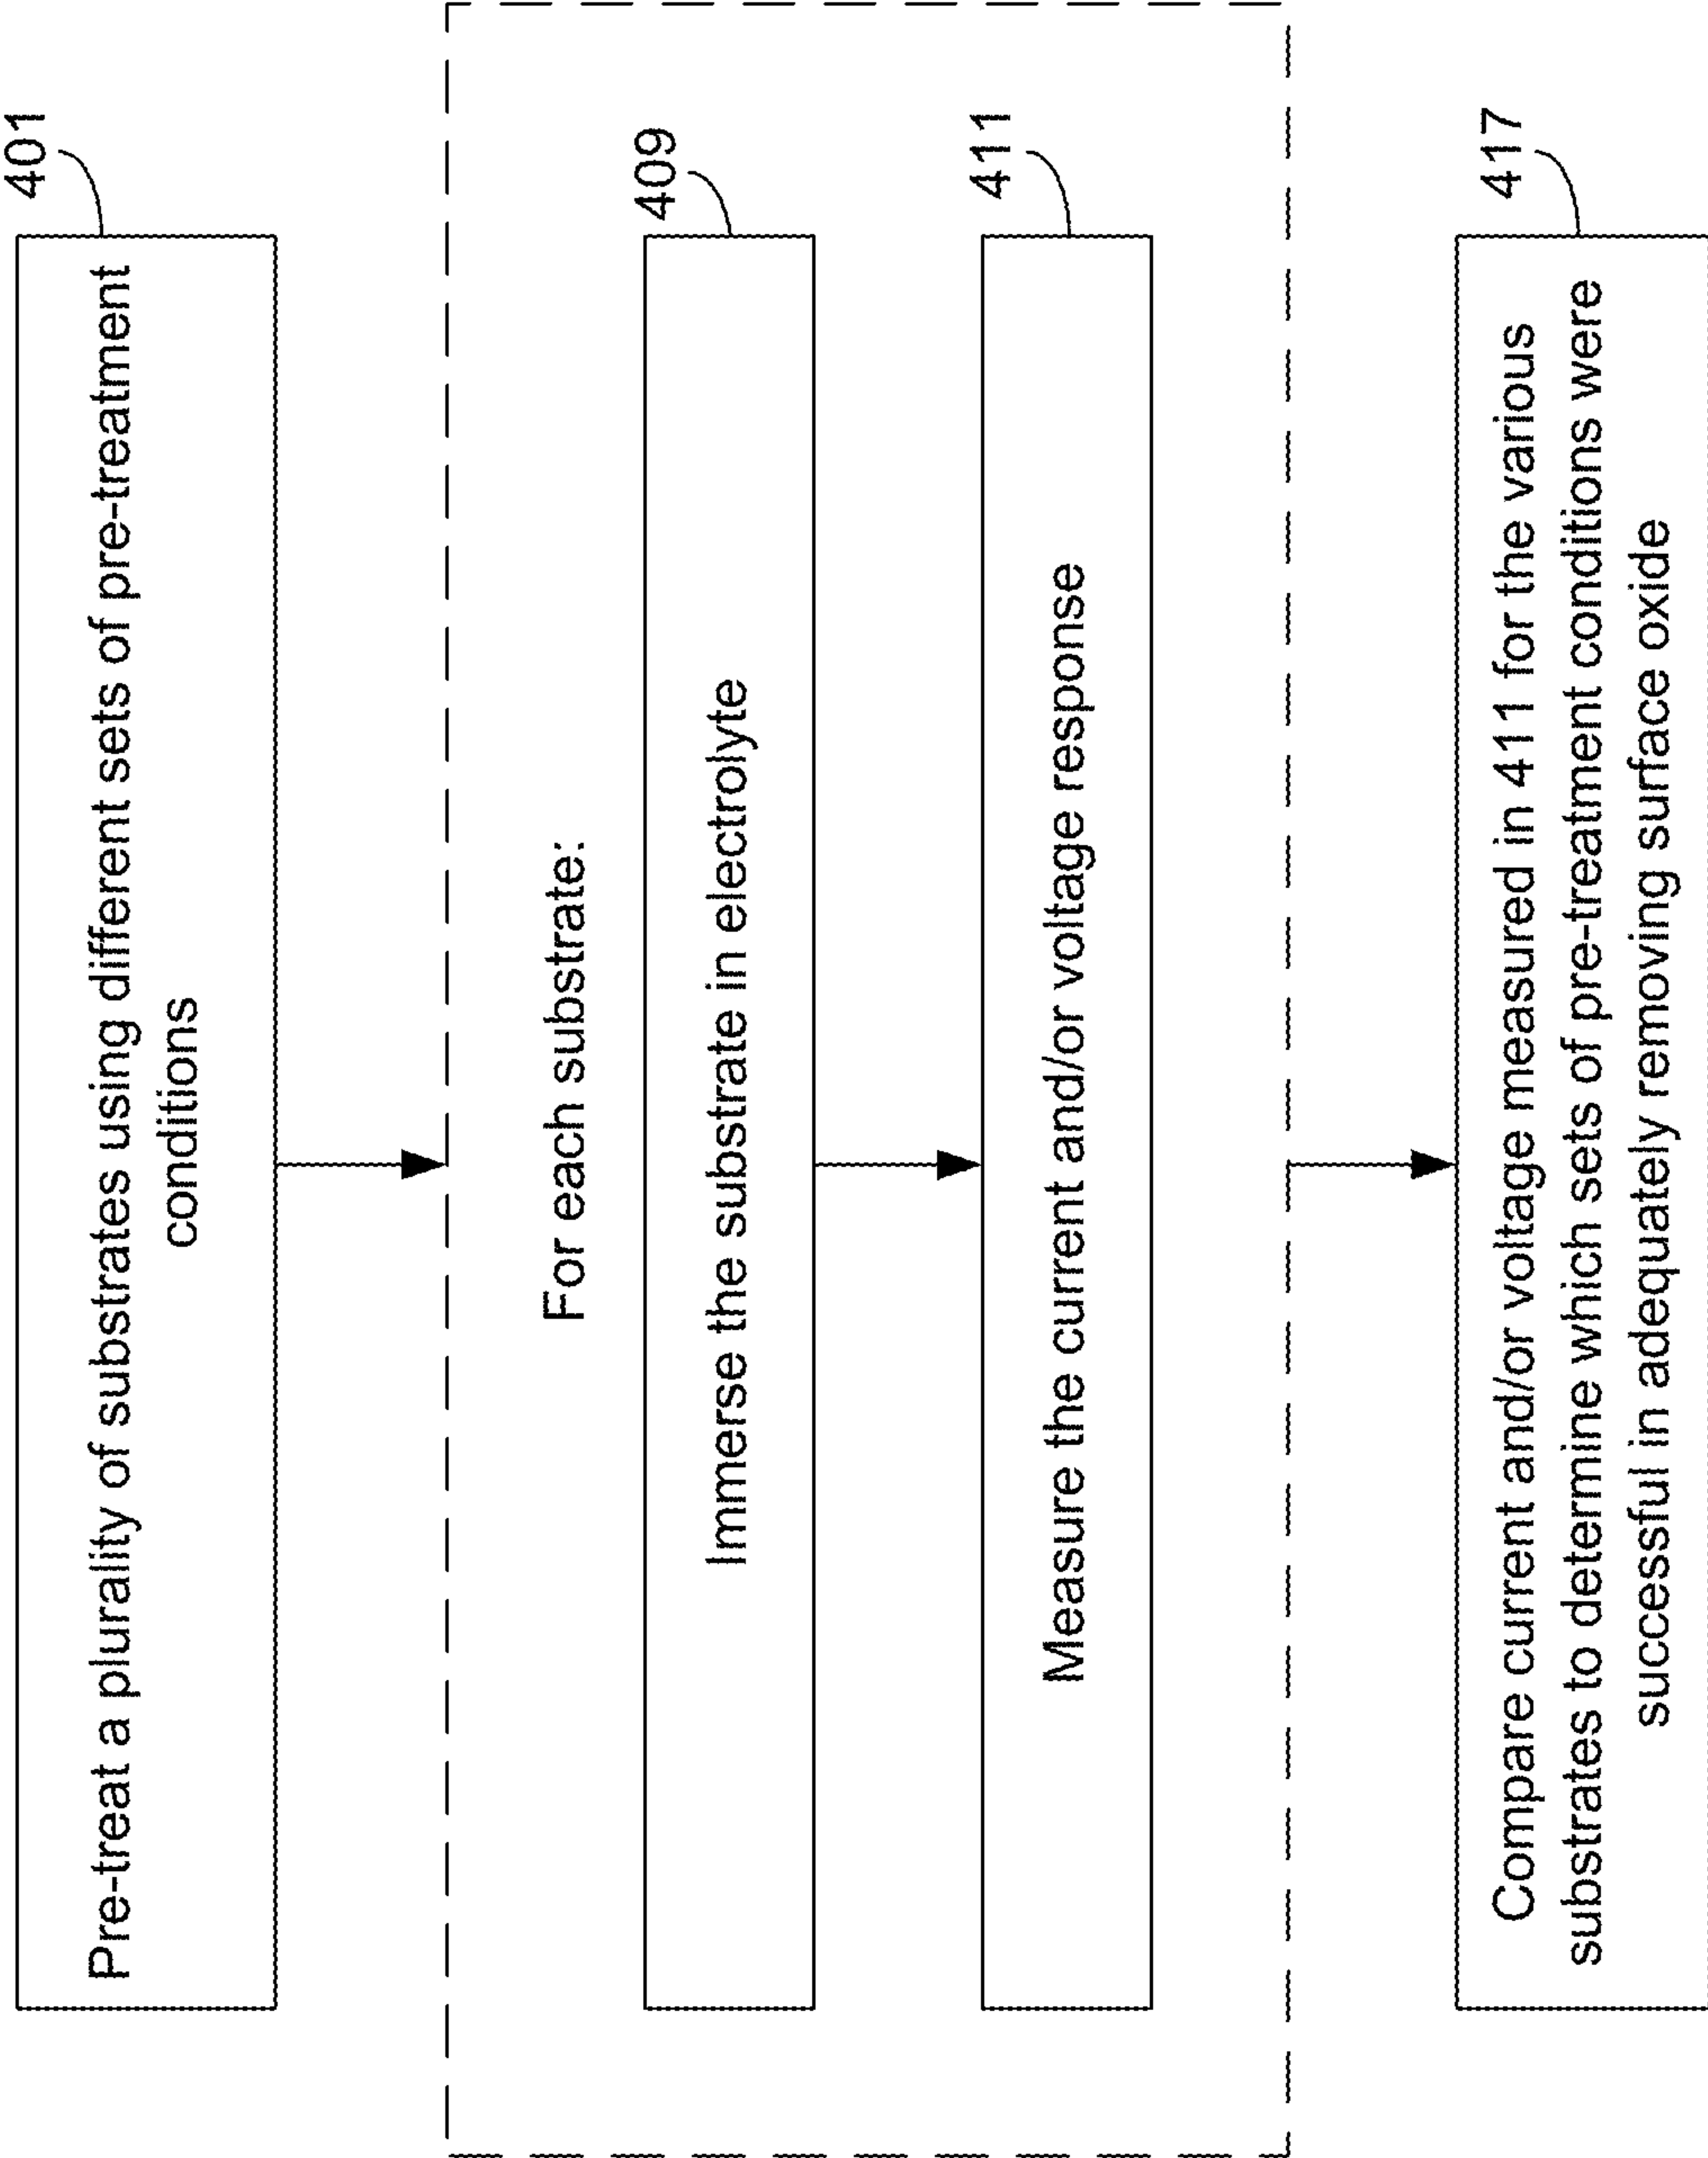 401
Pre-treat a plurality of substrates using different sets of pre-treatment
conditions
For each substrate:
409
Immerse the substrate in electrolyte
411
Measure the current and/or voltage response
417
Compare current and/or voltage measured in 411 for the various
substrates to determine which sets of pre-treatment conditions were
successful in adequately removing surface oxide